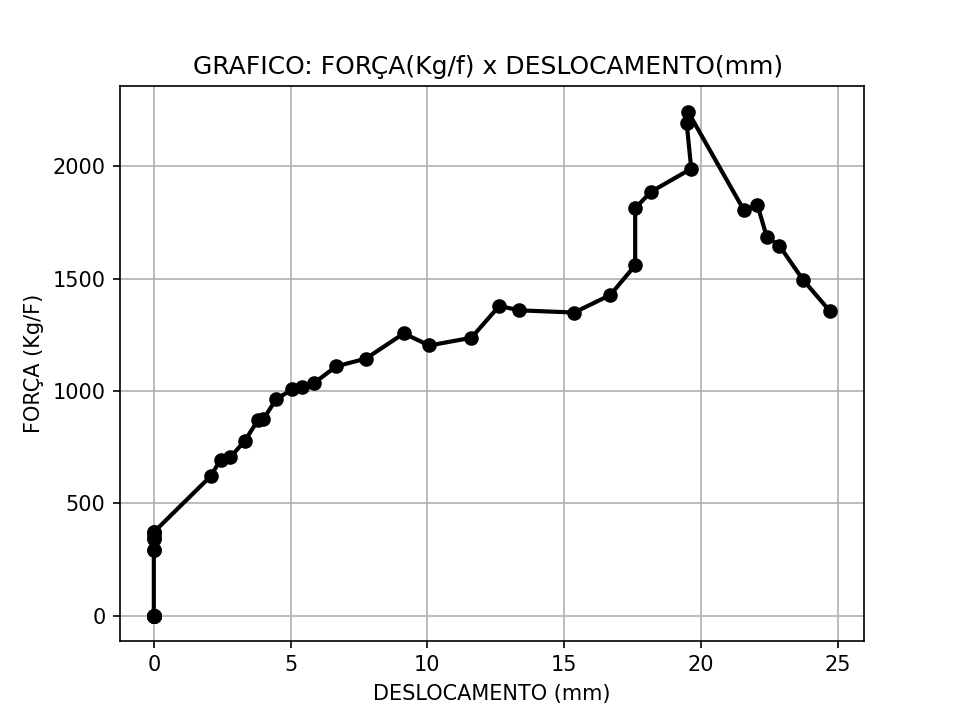 GRAFICO: FORÇA(Kg/f) x DESLOCAMENTO(mm)
2000
1500
1000
500
0
FORÇA (Kg/F)
0 5 10 15 20 25
DESLOCAMENTO (mm)